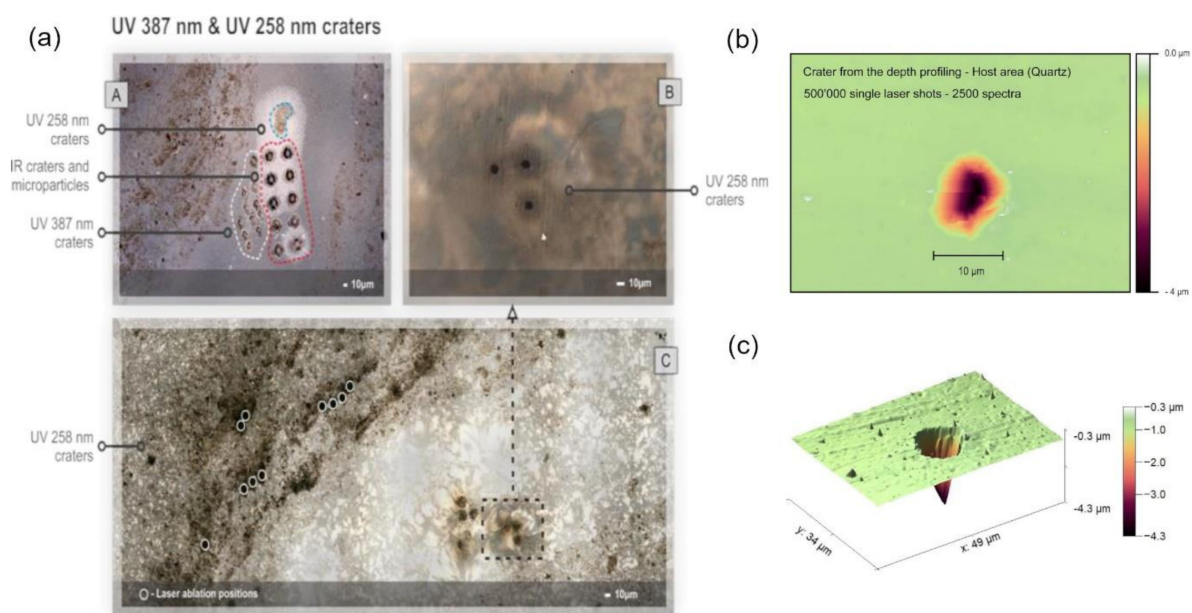 (a)
UV 387 nm & UV 258 nm craters
A
UV 258 nm
craters
IR craters and
microparticles
UV 387 nm
craters
10µm
B
UV 258 nm
craters
10µm
C
UV 258 nm
craters
O - Laser ablation positions
10µm
(b)
Crater from the depth profiling - Host area (Quartz)
500'000 single laser shots - 2500 spectra
10 µm
0.0 µm
- 4 µm
(c)
-0.3 µm
-4.3 µm
y: 34 µm
x: 49 µm
−0.3 µm
−1.0
−2.0
−3.0
−4.3